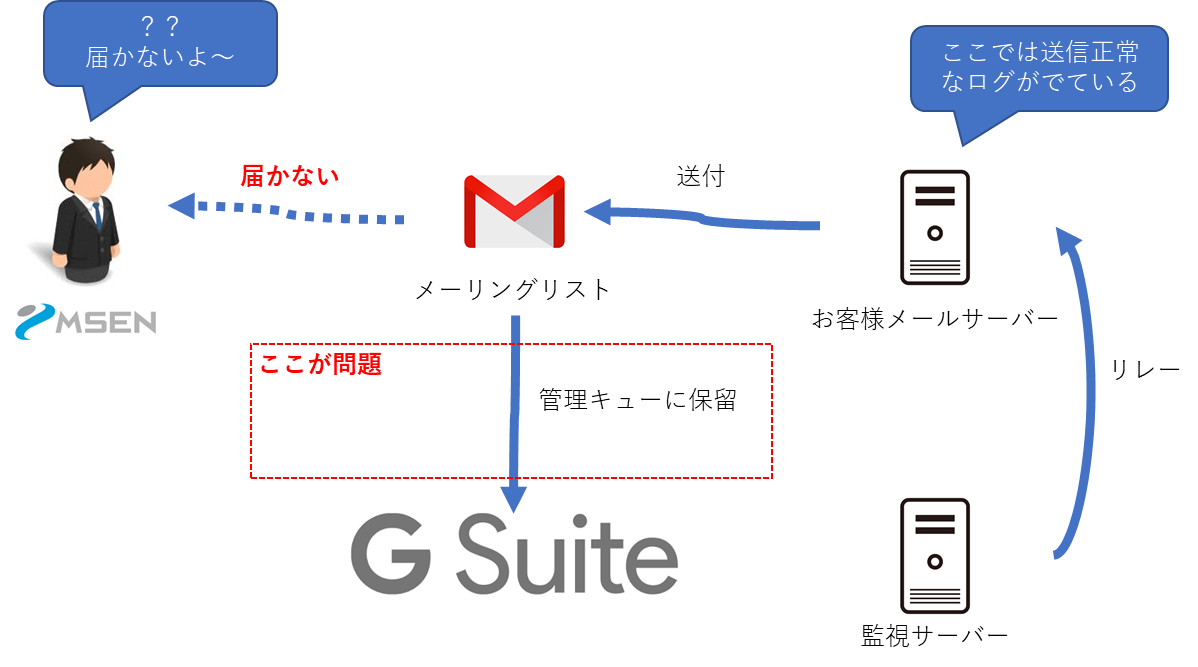 ？？
届かないよ～
ここでは送信正常
なログがでている
届かない
送付
メーリングリスト
MSEN
お客様メールサーバー
ここが問題
リレー
管理キューに保留
G Suite
監視サーバー